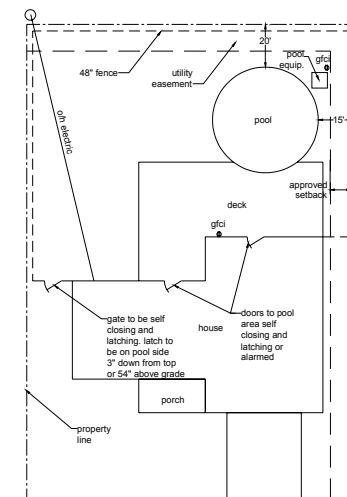 20'
48" fence
utility
easement
pool
equip.
gfci
o/h electric
pool
15'
approved
setback
deck
gfci
gate to be self
closing and
latching. latch to
be on pool side
3" down from top
or 54" above grade
house
doors to pool
area self
closing and
latching or
alarmed
porch
property
line